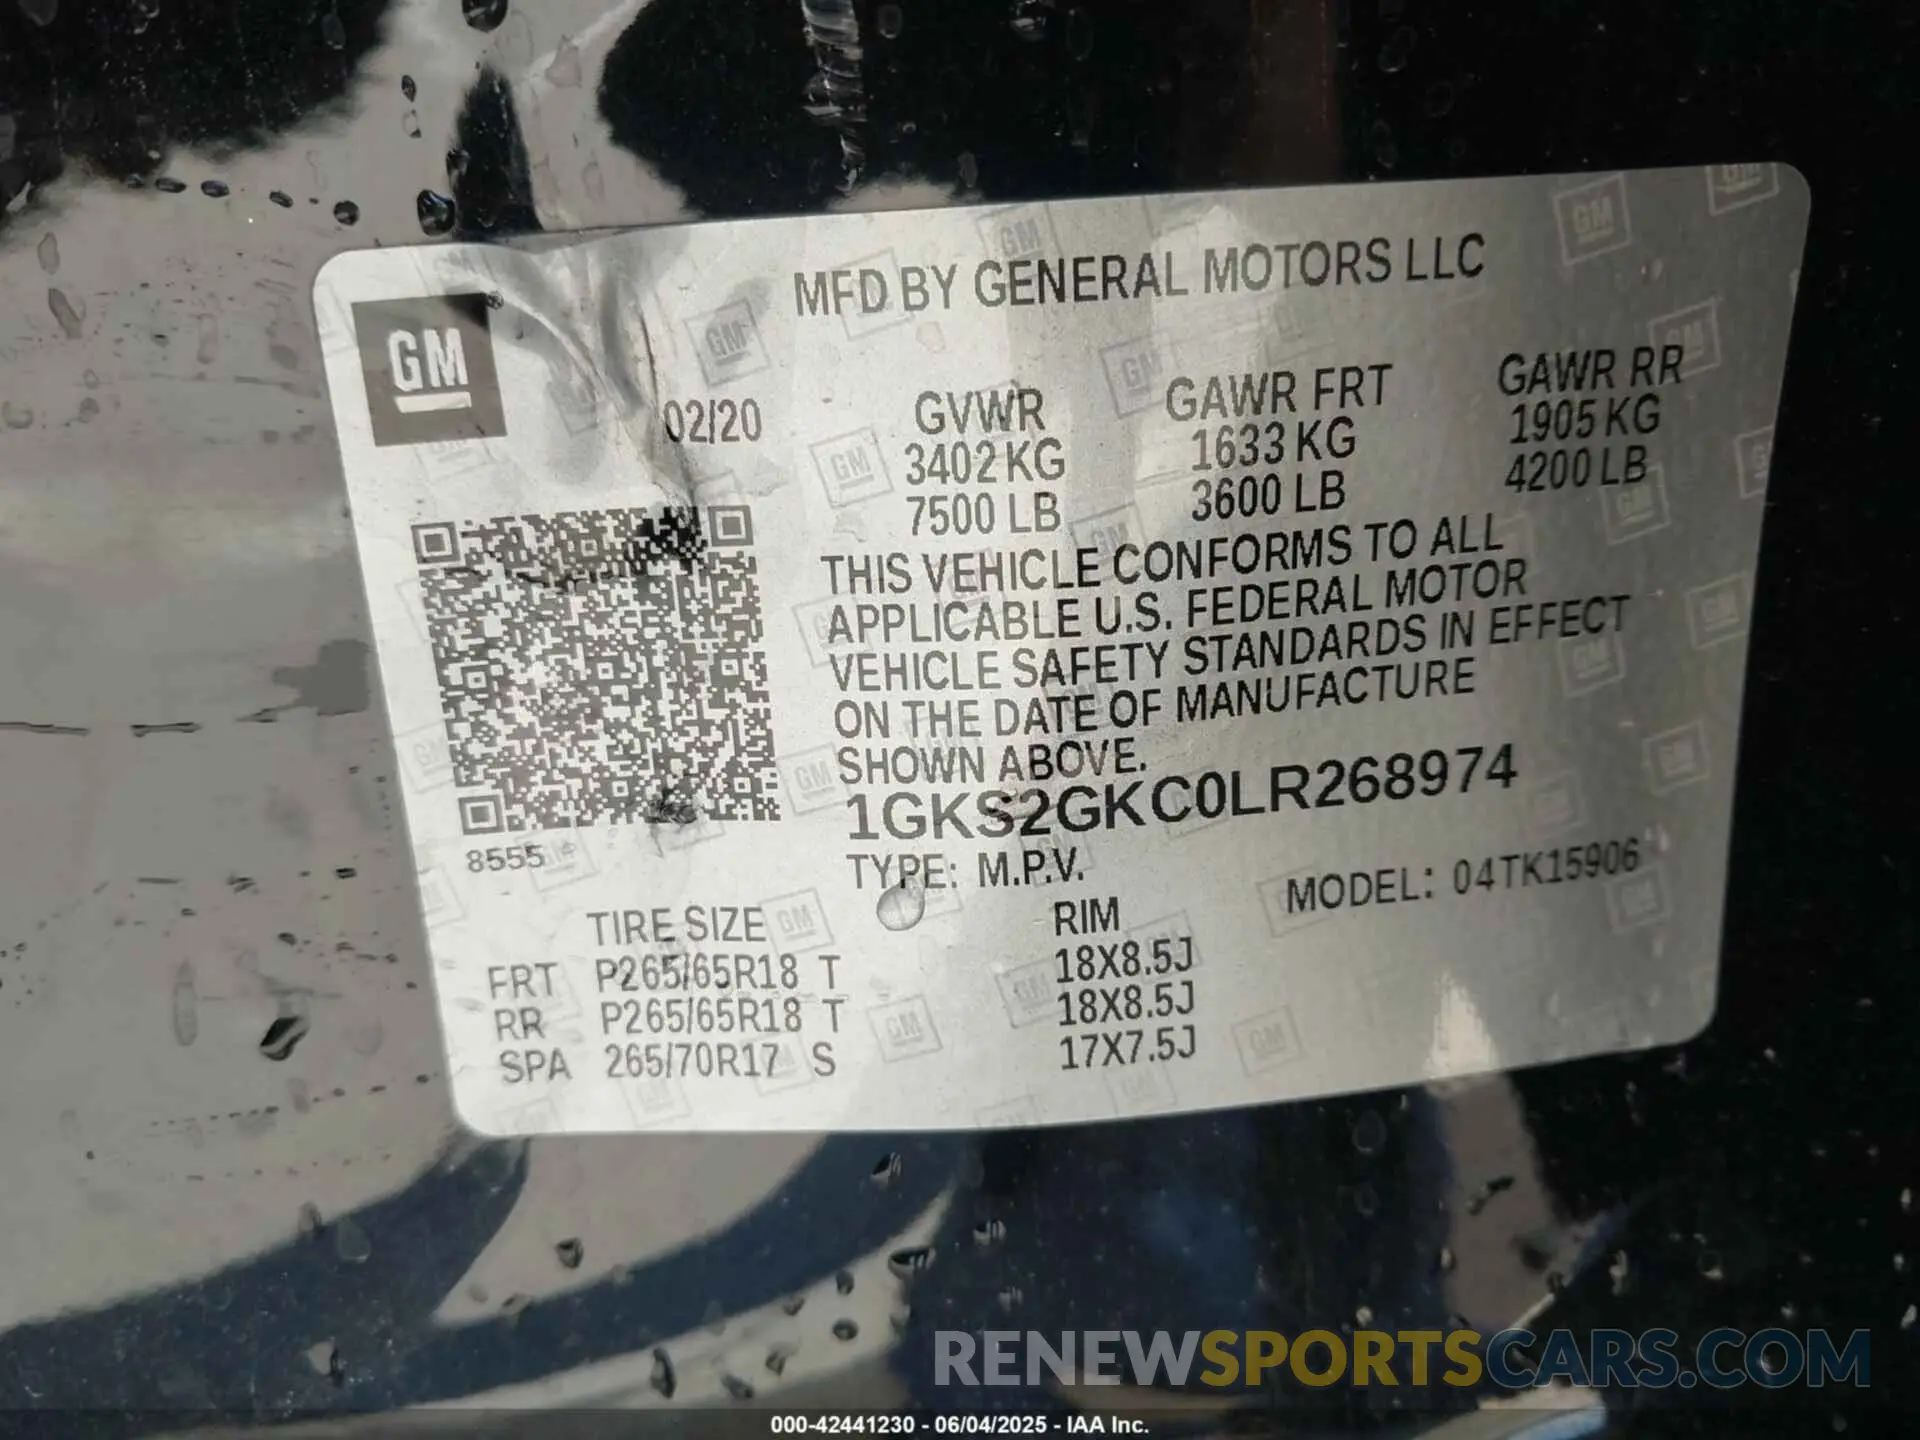 MFD BY GENERAL MOTORS LLC
GM
02/20
GVWR GAWR FRT GAWR RR
3402 KG 1633 KG 1905 KG
7500 LB 3600 LB 4200 LB
THIS VEHICLE CONFORMS TO ALL
APPLICABLE U.S. FEDERAL MOTOR
VEHICLE SAFETY STANDARDS IN EFFECT
ON THE DATE OF MANUFACTURE
SHOWN ABOVE.
1GKS2GKC0LR268974
8555
TYPE: M.P.V. MODEL: 04TK15906
TIRE SIZE RIM
FRT P265/65R18 T 18X8.5J
RR P265/65R18 T 18X8.5J
SPA 265/70R17 S 17X7.5J
RENEWSPORTSCARS.COM
000-42441230 - 06/04/2025 - IAA Inc.